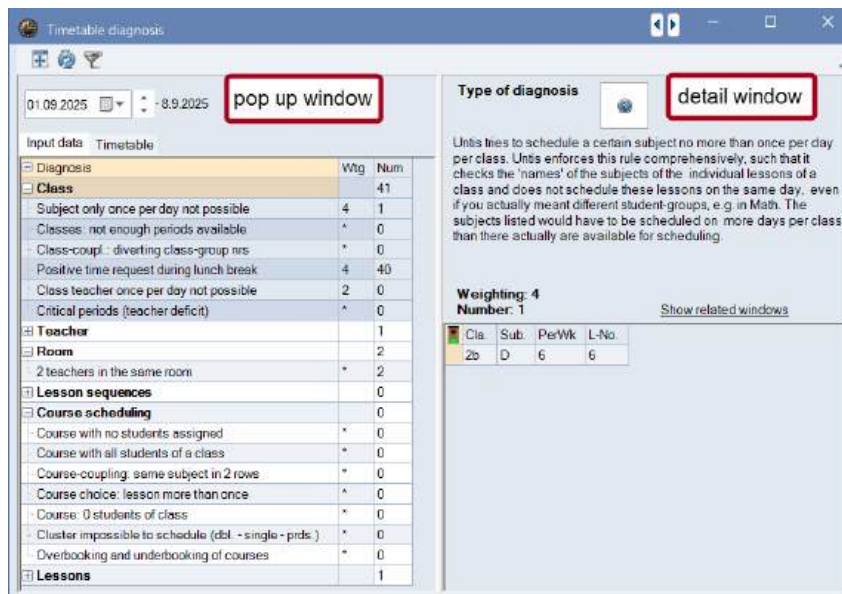 Timetable diagnosis
01.09.2025 - 8.9.2025
pop up window
Input data Timetable
Diagnosis Wtg Num
Class 41
Subject only once per day not possible 4 1
Classes: not enough periods available * 0
Class-coupl.: diverting class-group nrs * 0
Positive time request during lunch break 4 40
Class teacher once per day not possible 2 0
Critical periods (teacher deficit) * 0
Teacher 1
Room 2
2 teachers in the same room * 2
Lesson sequences 0
Course scheduling 0
Course with no students assigned * 0
Course with all students of a class * 0
Course-coupling: same subject in 2 rows * 0
Course choice: lesson more than once * 0
Course: 0 students of class * 0
Cluster impossible to schedule (dbl. - single - prds.) * 0
Overbooking and underbooking of courses * 0
Lessons 1
Type of diagnosis
detail window
Untis tries to schedule a certain subject no more than once per day
per class. Untis enforces this rule comprehensively, such that it
checks the 'names' of the subjects of the individual lessons of a
class and does not schedule these lessons on the same day, even
if you actually meant different student-groups, e.g. in Math. The
subjects listed would have to be scheduled on more days per class
than there actually are available for scheduling.
Weighting: 4
Number: 1 Show related windows
Cla. Sub. PerWk L-No.
2b D 6 6